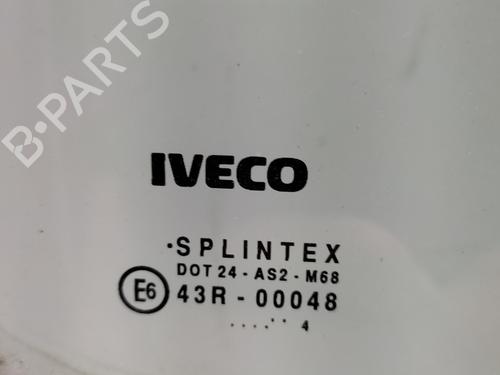 B·PARTS
IVECO
·SPLINTEX
DOT 24 - AS2 - M68
E6 43R - 00048
....·· 4